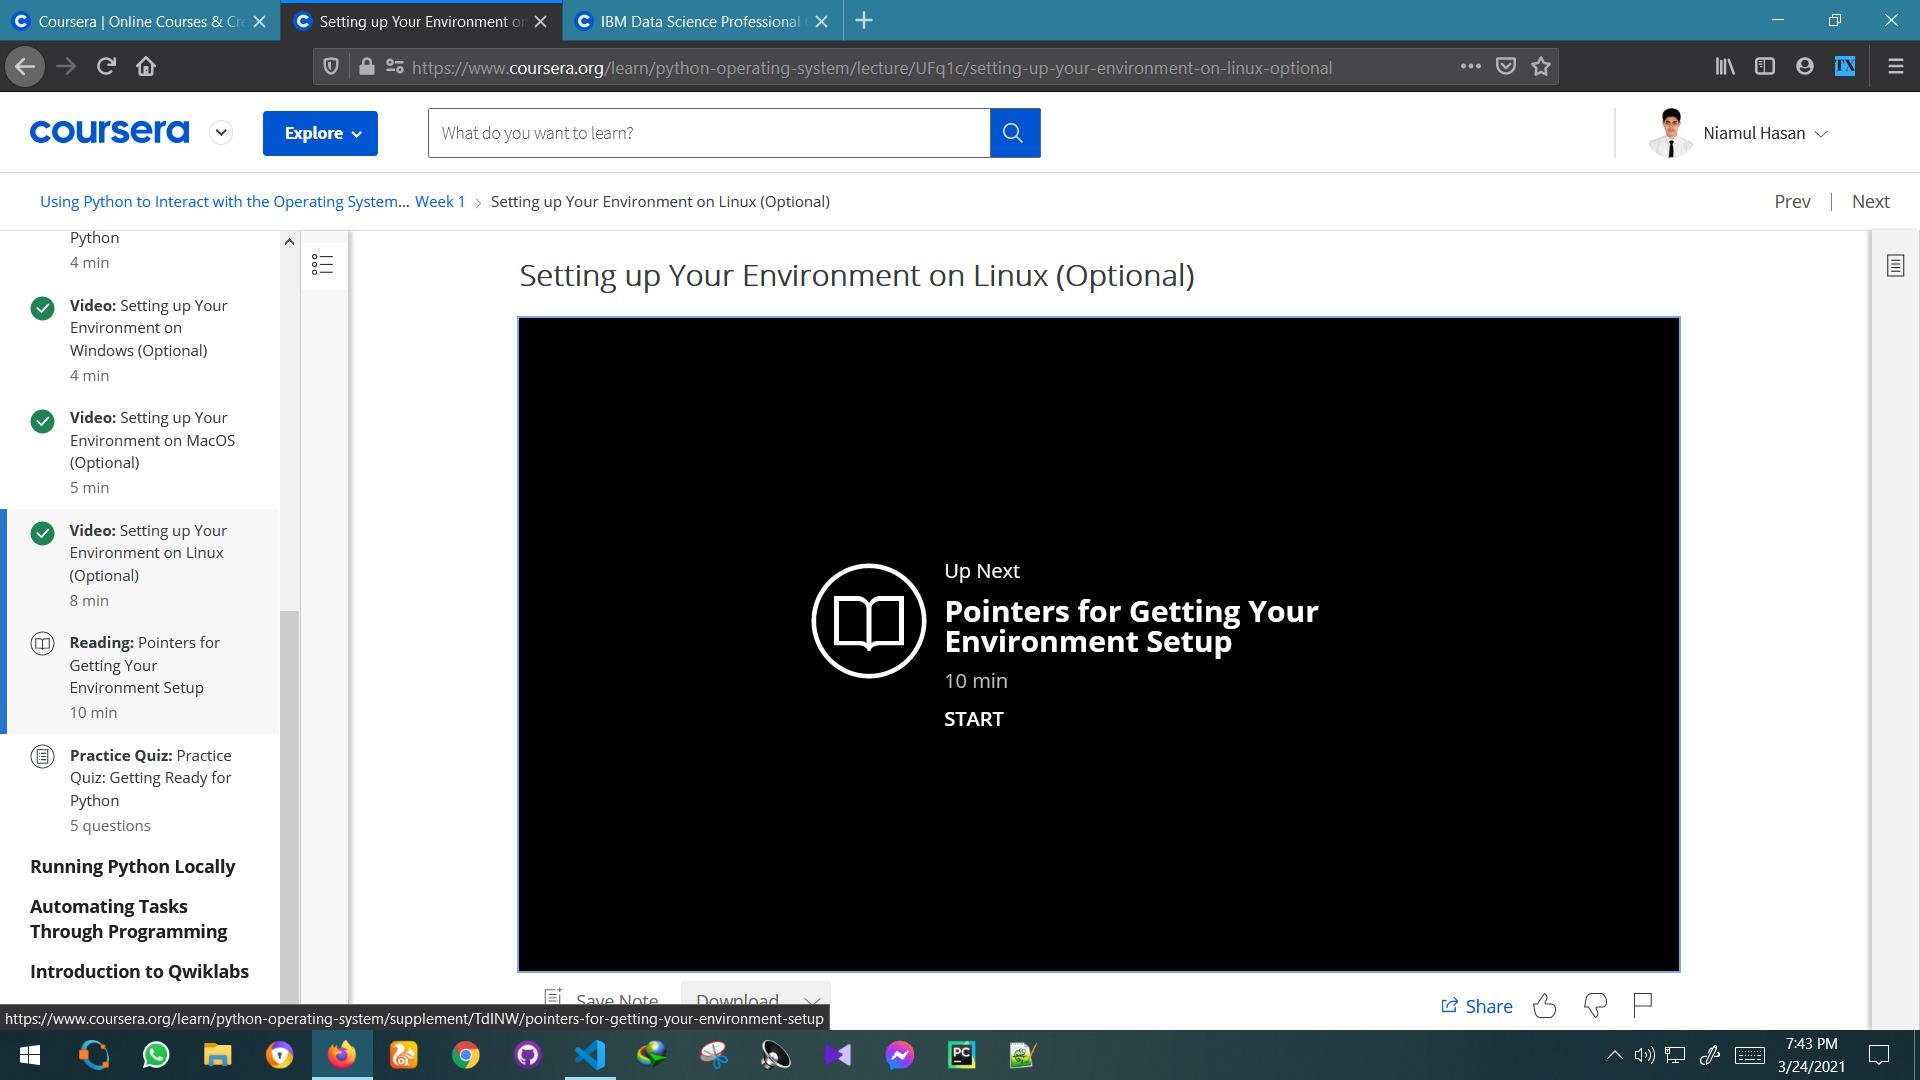 Coursera | Online Courses & Cre
Setting up Your Environment on
IBM Data Science Professional
https://www.coursera.org/learn/python-operating-system/lecture/UFq1c/setting-up-your-environment-on-linux-optional
TX
coursera
Explore
What do you want to learn?
Niamul Hasan
Using Python to Interact with the Operating System... Week 1 > Setting up Your Environment on Linux (Optional)
Prev | Next
Python
4 min
Video: Setting up Your
Environment on
Windows (Optional)
4 min
Video: Setting up Your
Environment on MacOS
(Optional)
5 min
Video: Setting up Your
Environment on Linux
(Optional)
8 min
Reading: Pointers for
Getting Your
Environment Setup
10 min
Practice Quiz: Practice
Quiz: Getting Ready for
Python
5 questions
Running Python Locally
Automating Tasks
Through Programming
Introduction to Qwiklabs
Setting up Your Environment on Linux (Optional)
Up Next
Pointers for Getting Your
Environment Setup
10 min
START
Save Note
Download
Share
https://www.coursera.org/learn/python-operating-system/supplement/TdINW/pointers-for-getting-your-environment-setup
PC
7:43 PM
3/24/2021